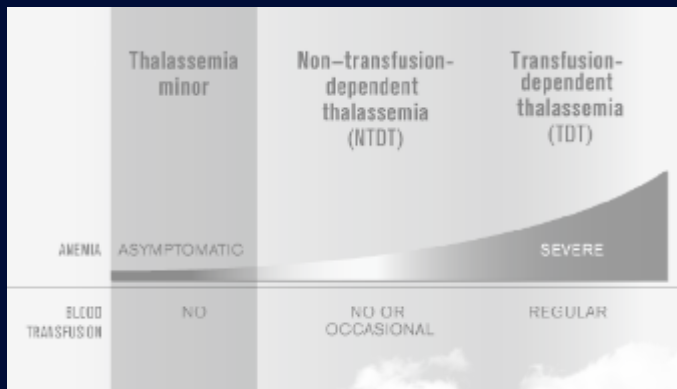 Thalassemia
minor
Non–transfusion-
dependent
thalassemia
(NTDT)
Transfusion-
dependent
thalassemia
(TDT)
ANEMIA
ASYMPTOMATIC
SEVERE
BLOOD
TRANSFUSION
NO
NO OR
OCCASIONAL
REGULAR